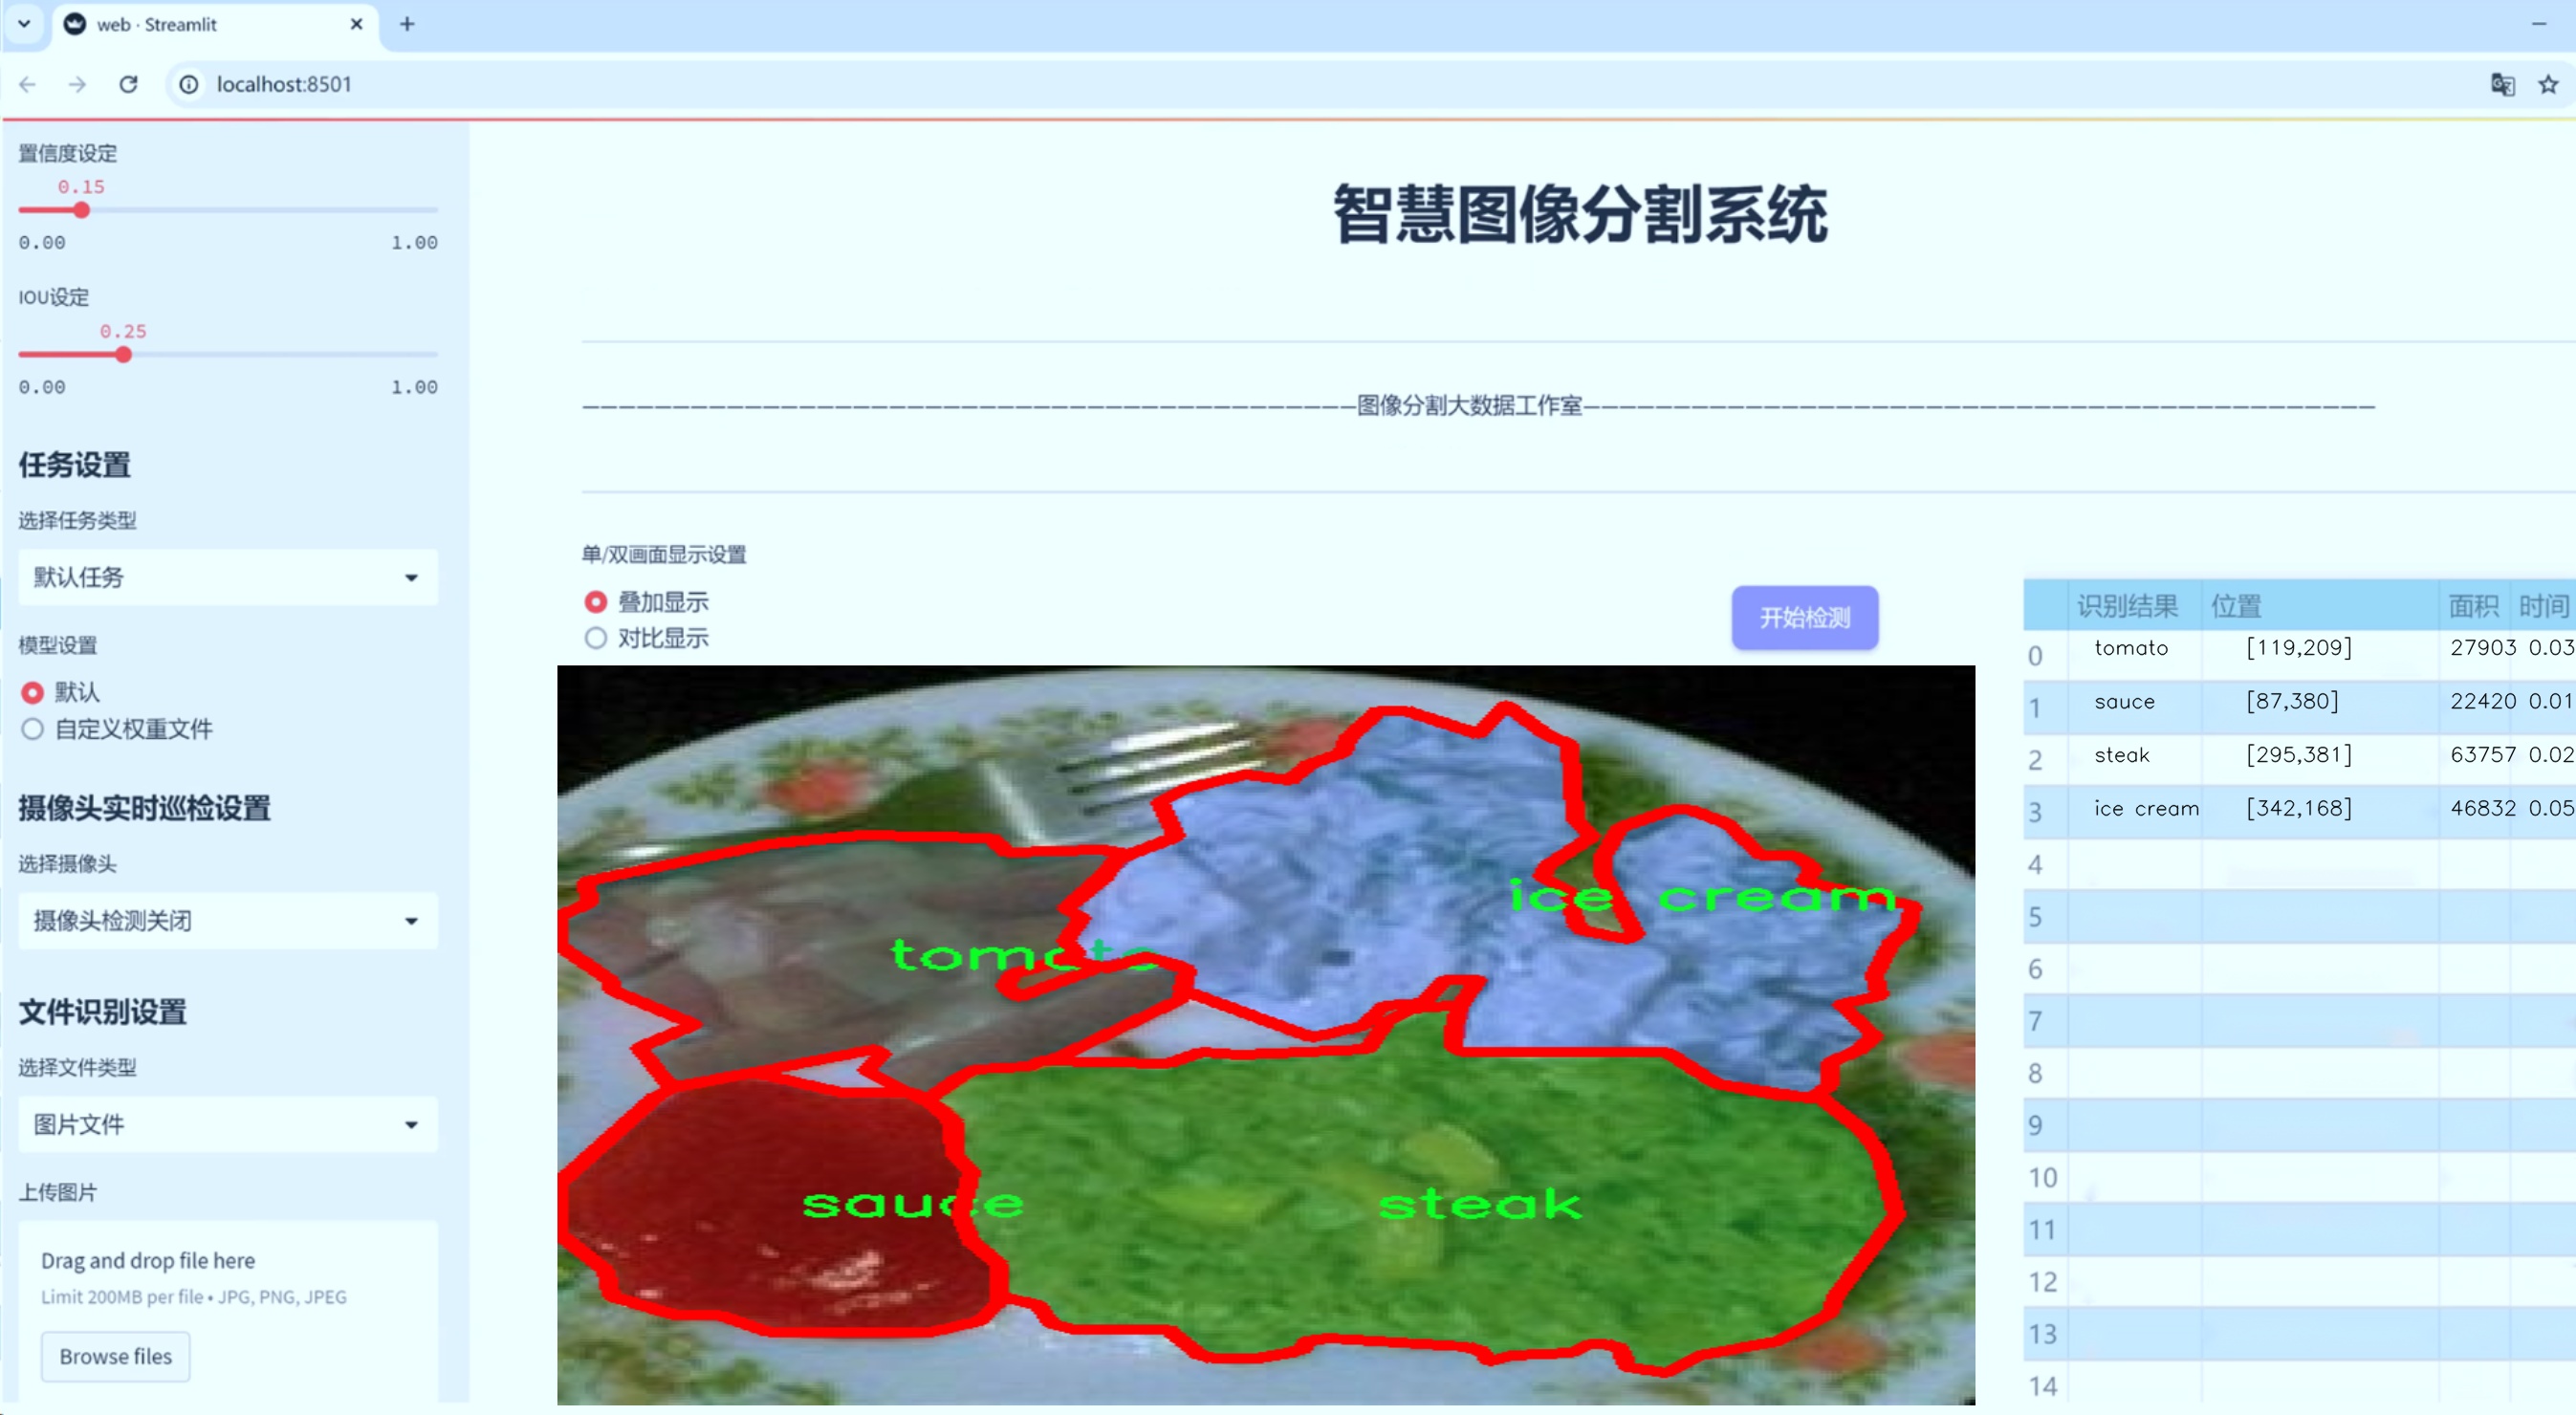 web · Streamlit
localhost:8501
置信度设定
0.15
0.00 1.00
IOU设定
0.25
0.00 1.00
任务设置
选择任务类型
默认任务
模型设置
默认
自定义权重文件
摄像头实时巡检设置
选择摄像头
摄像头检测关闭
文件识别设置
选择文件类型
图片文件
上传图片
Drag and drop file here
Limit 200MB per file • JPG, PNG, JPEG
Browse files
智慧图像分割系统
———————————————————————————————————————————图像分割大数据工作室————————————————————————————————————————————
单/双画面显示设置
叠加显示
对比显示
开始检测
ice cream
tomato
sauce
steak
识别结果 位置 面积 时间
0 tomato [119,209] 27903 0.03
1 sauce [87,380] 22420 0.01
2 steak [295,381] 63757 0.02
3 ice cream [342,168] 46832 0.05
4
5
6
7
8
9
10
11
12
13
14